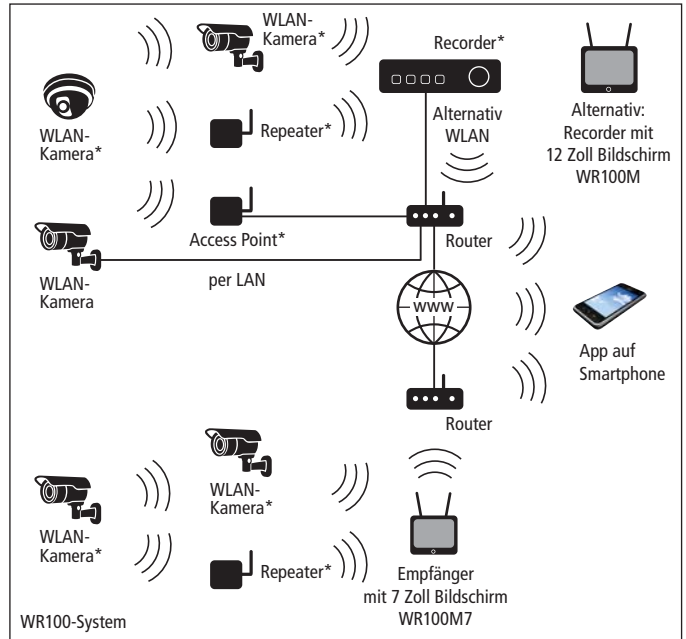 WLAN-
Kamera*
Recorder*
WLAN-
Kamera*
Repeater*
Alternativ
WLAN
Alternativ:
Recorder mit
12 Zoll Bildschirm
WR100M
Access Point*
Router
WLAN-
Kamera
per LAN
WWW
App auf
Smartphone
Router
WLAN-
Kamera*
WLAN-
Kamera*
Repeater*
Empfänger
mit 7 Zoll Bildschirm
WR100M7
WR100-System